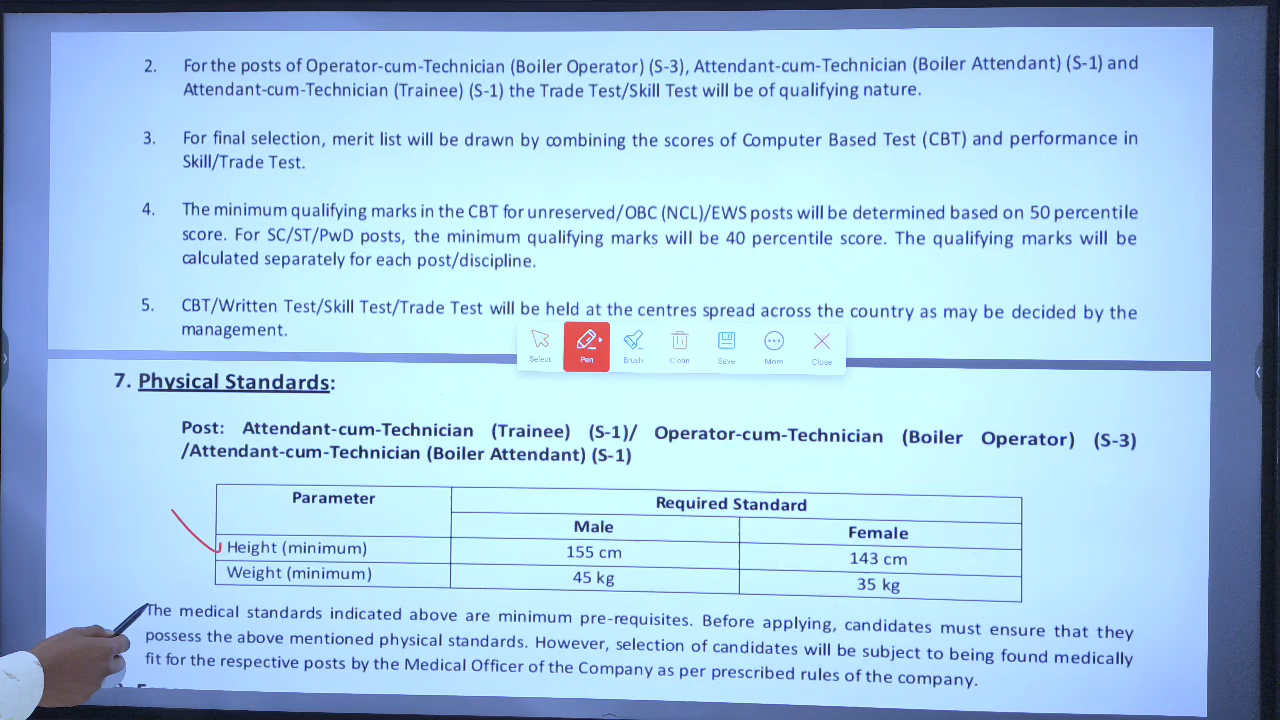 2. For the posts of Operator-cum-Technician (Boiler Operator) (S-3), Attendant-cum-Technician (Boiler Attendant) (S-1) and
Attendant-cum-Technician (Trainee) (S-1) the Trade Test/Skill Test will be of qualifying nature.
3. For final selection, merit list will be drawn by combining the scores of Computer Based Test (CBT) and performance in
Skill/Trade Test.
4. The minimum qualifying marks in the CBT for unreserved/OBC (NCL)/EWS posts will be determined based on 50 percentile
score. For SC/ST/PwD posts, the minimum qualifying marks will be 40 percentile score. The qualifying marks will be
calculated separately for each post/discipline.
5. CBT/Written Test/Skill Test/Trade Test will be held at the centres spread across the country as may be decided by the
management.
Select Pen Brush Clean Save More Close
7. Physical Standards:
Post: Attendant-cum-Technician (Trainee) (S-1)/ Operator-cum-Technician (Boiler Operator) (S-3)
/Attendant-cum-Technician (Boiler Attendant) (S-1)
Parameter Required Standard
Male Female
Height (minimum) 155 cm 143 cm
Weight (minimum) 45 kg 35 kg
The medical standards indicated above are minimum pre-requisites. Before applying, candidates must ensure that they
possess the above mentioned physical standards. However, selection of candidates will be subject to being found medically
fit for the respective posts by the Medical Officer of the Company as per prescribed rules of the company.